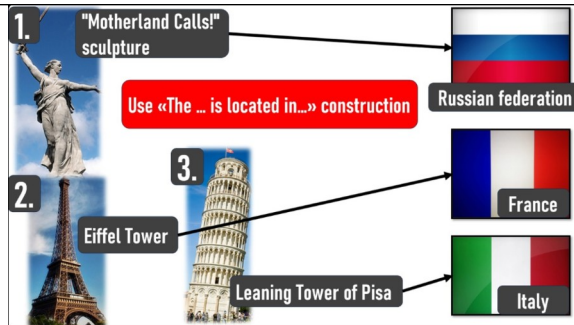 1.
"Motherland Calls!"
sculpture
Use «The ... is located in...» construction
Russian federation
2.
Eiffel Tower
3.
Leaning Tower of Pisa
France
Italy